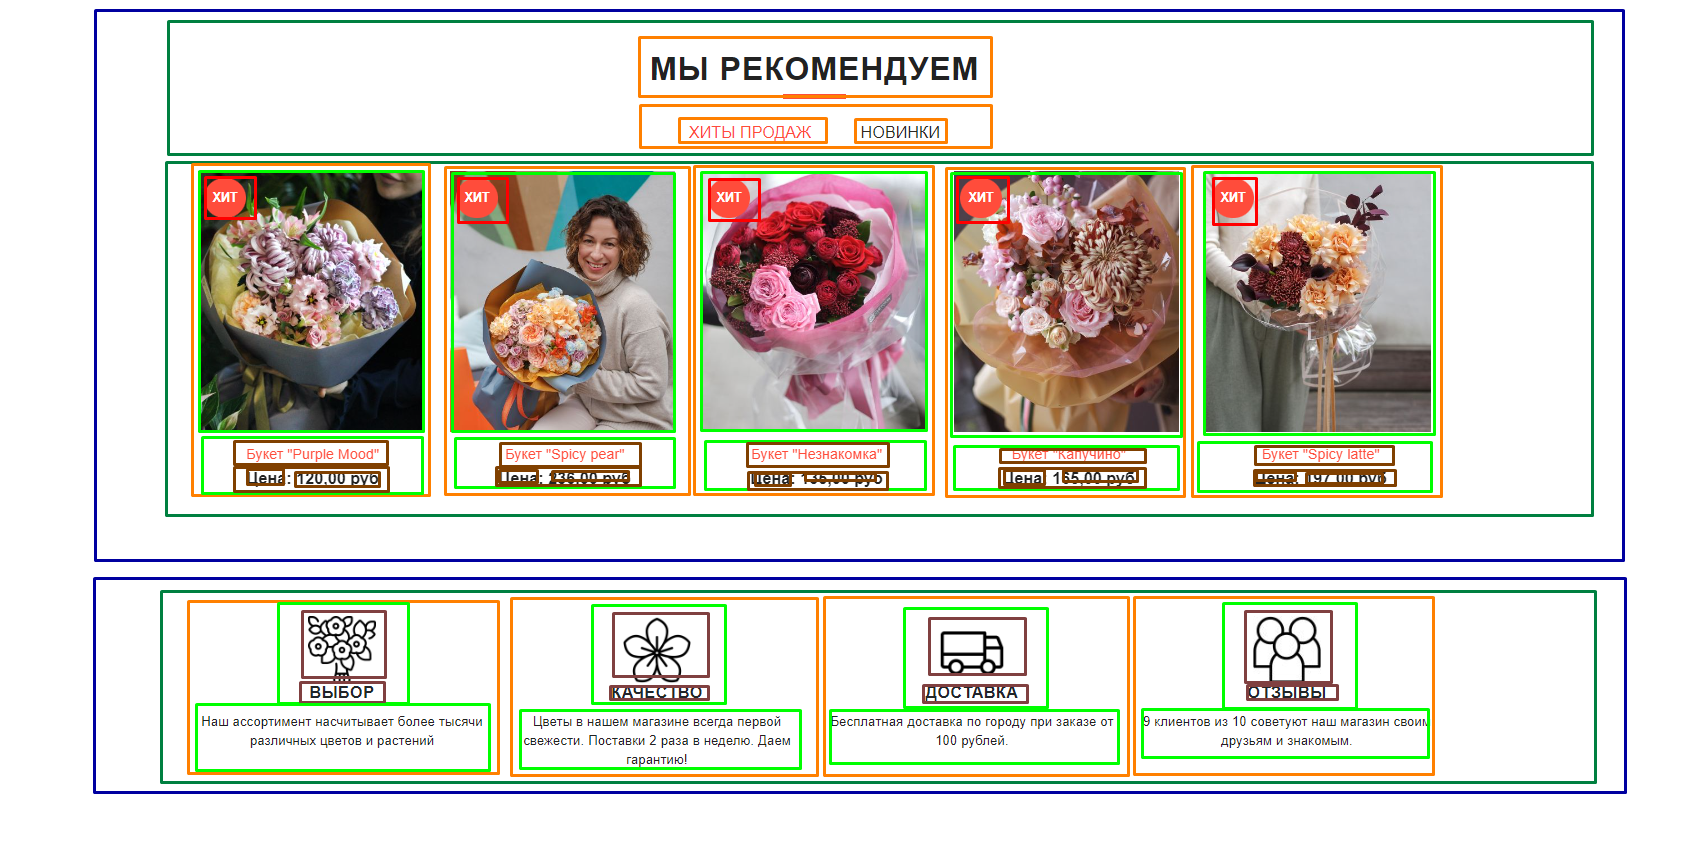 МЫ РЕКОМЕНДУЕМ
ХИТЫ ПРОДАЖ НОВИНКИ
ХИТ ХИТ ХИТ ХИТ ХИТ
Букет "Purple Mood" Букет "Spicy pear" Букет "Незнакомка" Букет "Капучино" Букет "Spicy latte"
Цена: 120,00 руб Цена: 236,00 руб Цена: 135,00 руб Цена: 165,00 руб Цена: 197,00 руб
ВЫБОР
Наш ассортимент насчитывает более тысячи
различных цветов и растений
КАЧЕСТВО
Цветы в нашем магазине всегда первой
свежести. Поставки 2 раза в неделю. Даем
гарантию!
ДОСТАВКА
Бесплатная доставка по городу при заказе от
100 рублей.
ОТЗЫВЫ
9 клиентов из 10 советуют наш магазин своим
друзьям и знакомым.